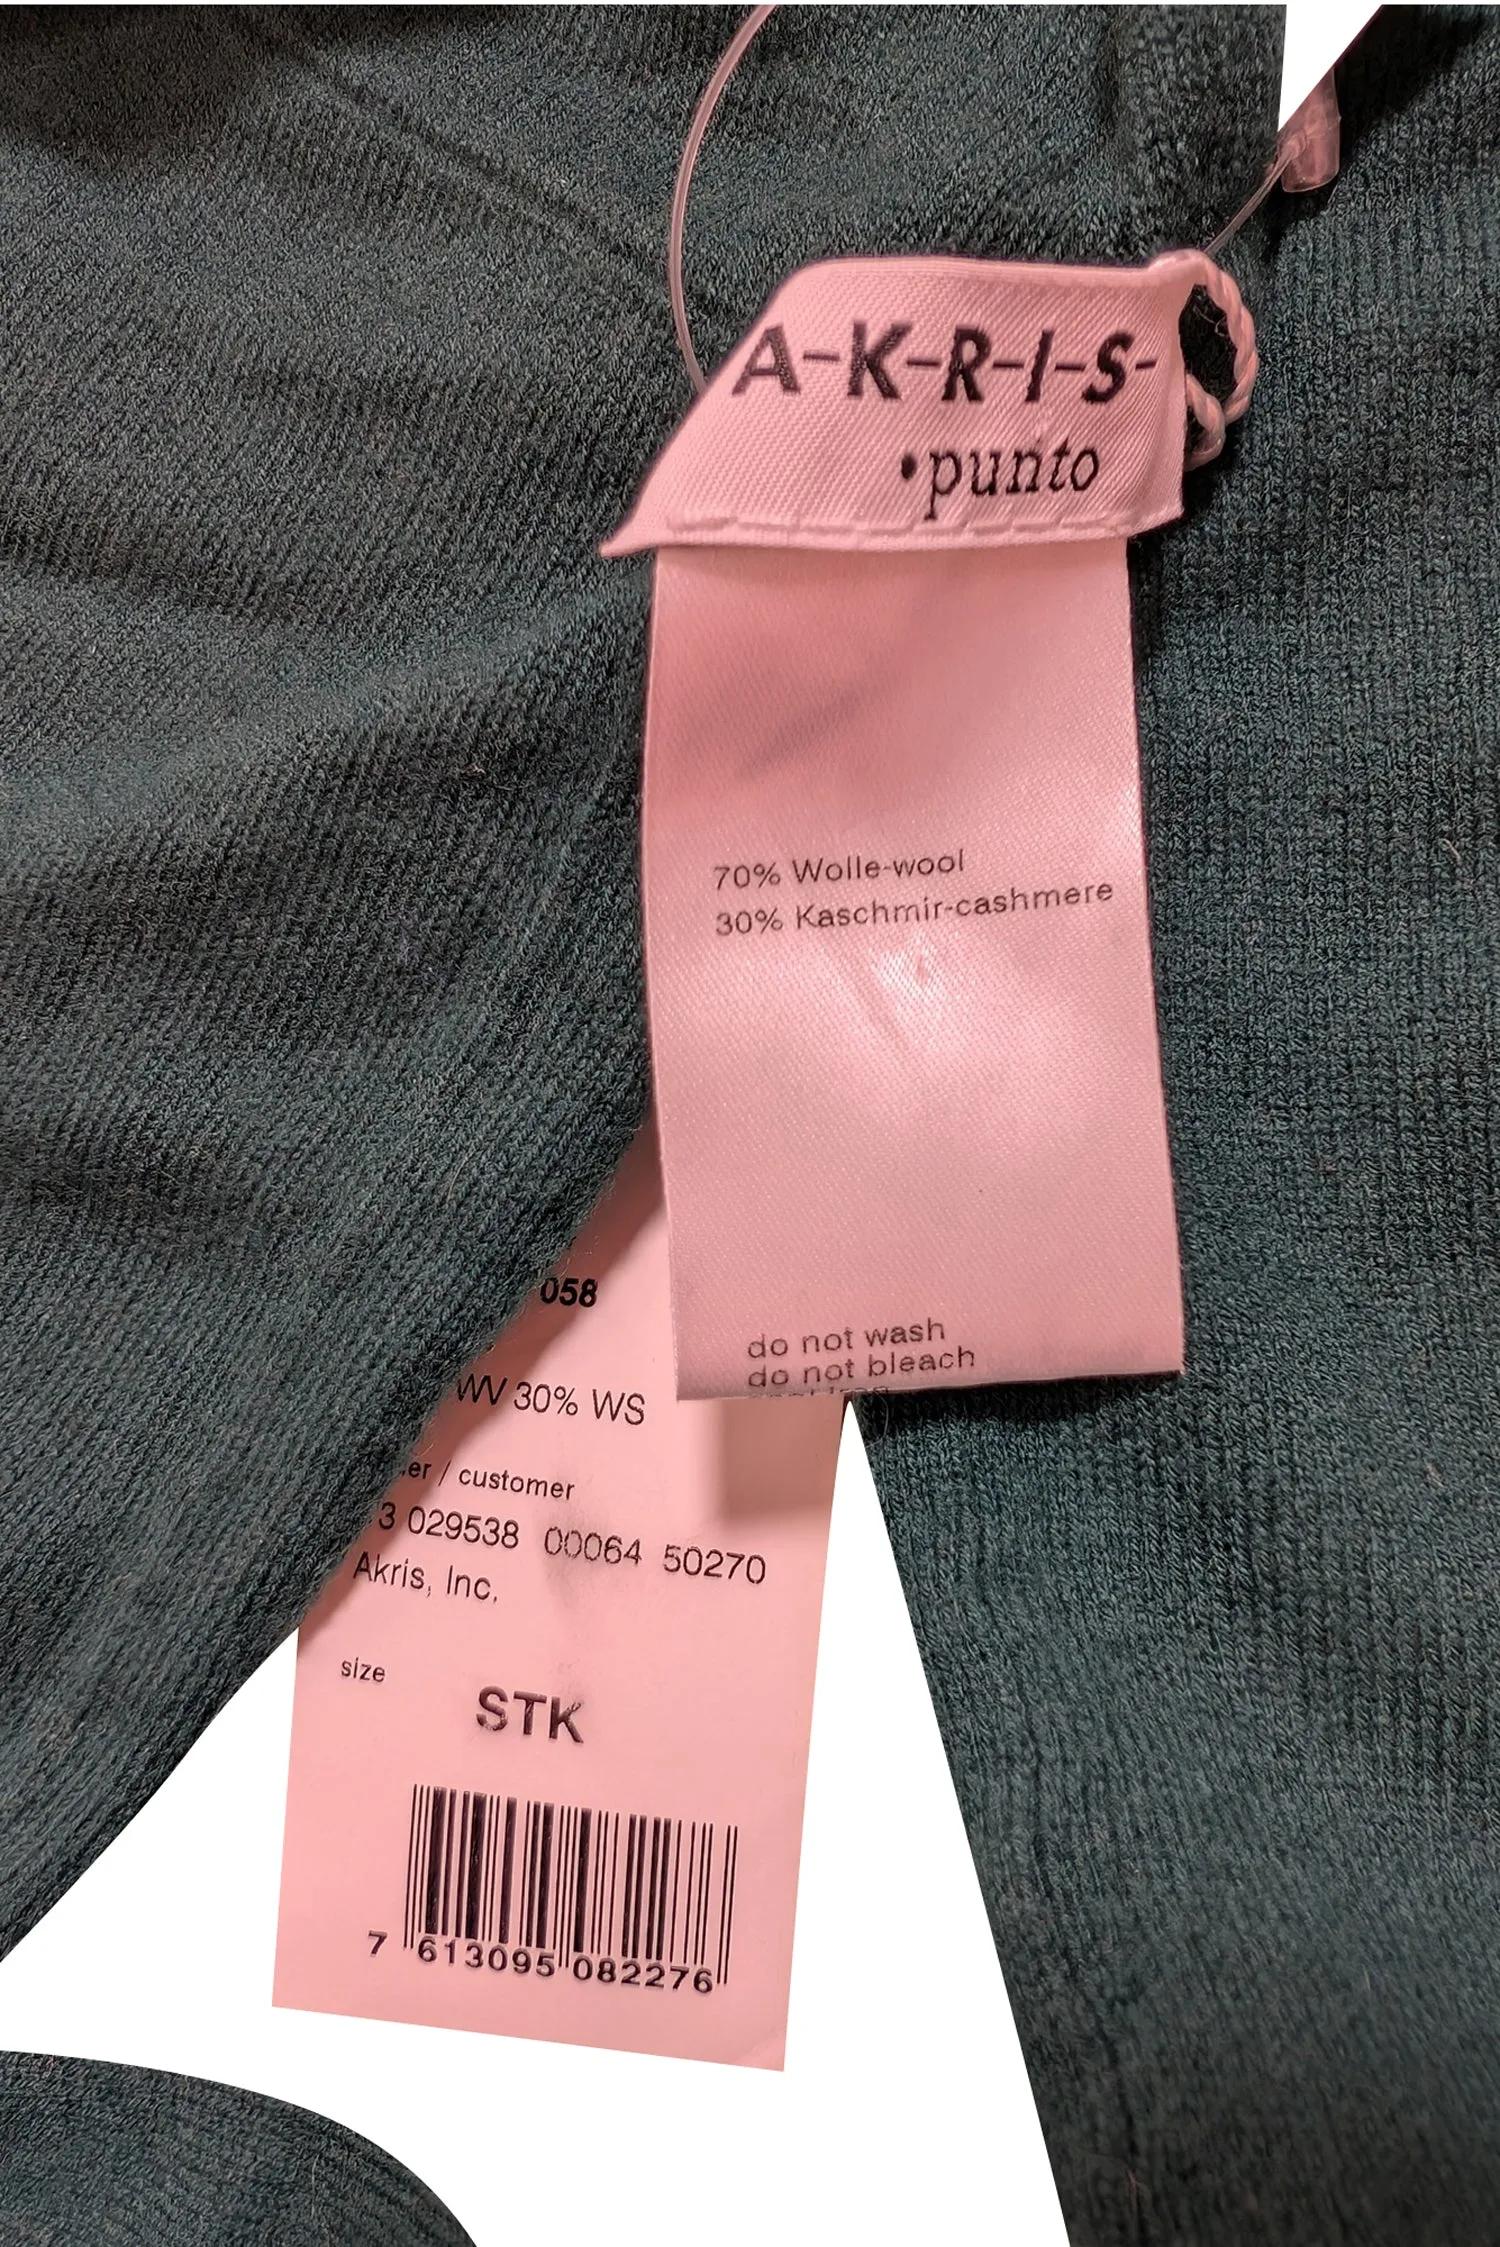 A-K-R-I-S-
•punto
70% Wolle-wool
30% Kaschmir-cashmere
do not wash
do not bleach
058
WV 30% WS
/ customer
3 029538 00064 50270
Akris, Inc.
size
STK
7 613095 082276